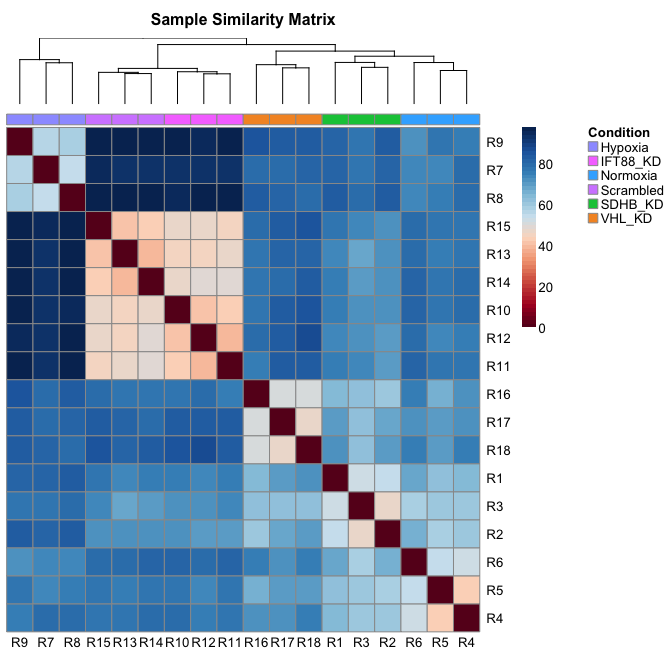 Sample Similarity Matrix
Condition
Hypoxia
IFT88_KD
Normoxia
Scrambled
SDHB_KD
VHL_KD
80
60
40
20
0
R9
R7
R8
R15
R13
R14
R10
R12
R11
R16
R17
R18
R1
R3
R2
R6
R5
R4
R9 R7 R8 R15 R13 R14 R10 R12 R11 R16 R17 R18 R1 R3 R2 R6 R5 R4